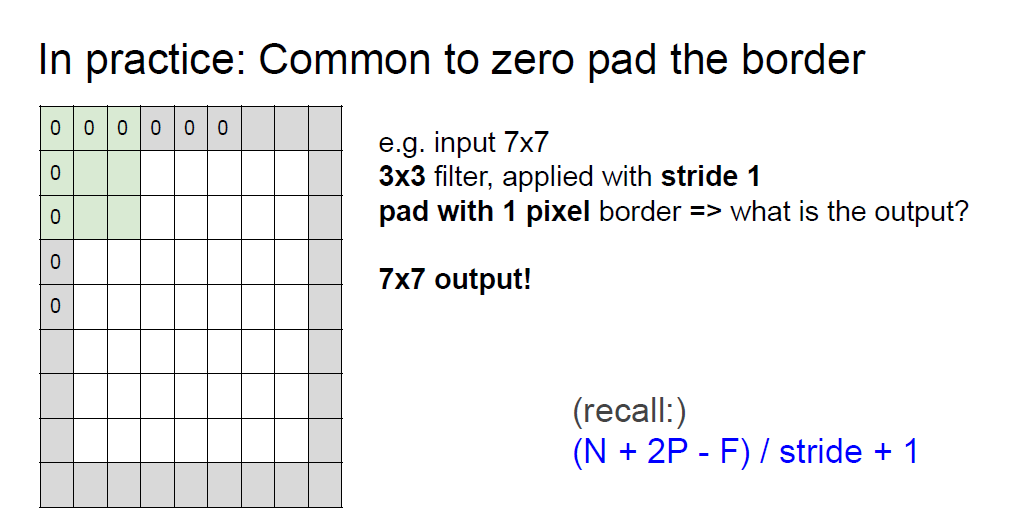 In practice: Common to zero pad the border
0 0 0 0 0 0
0
0
0
0
e.g. input 7x7
3x3 filter, applied with stride 1
pad with 1 pixel border => what is the output?
7x7 output!
(recall:)
(N + 2P - F) / stride + 1